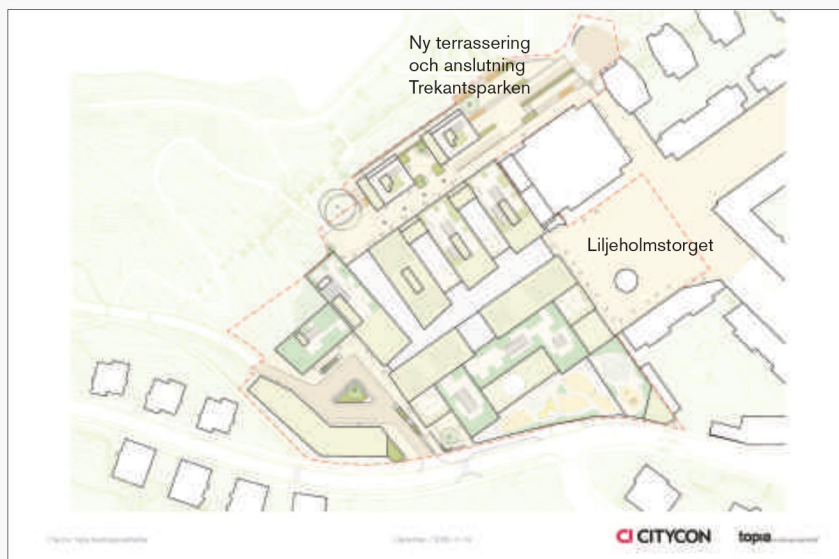 Ny terrassering
och anslutning
Trekantsparken
Liljeholmstorget
CITYCON
topia